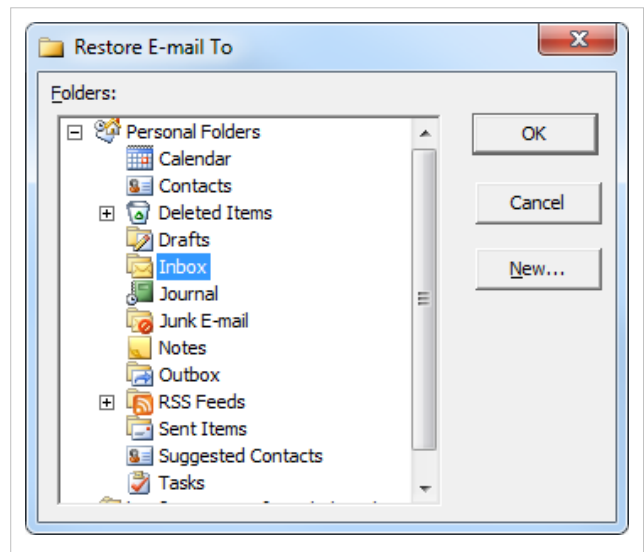 Restore E-mail To
Folders:
Personal Folders
Calendar
Contacts
Deleted Items
Drafts
Inbox
Journal
Junk E-mail
Notes
Outbox
RSS Feeds
Sent Items
Suggested Contacts
Tasks
OK
Cancel
New...